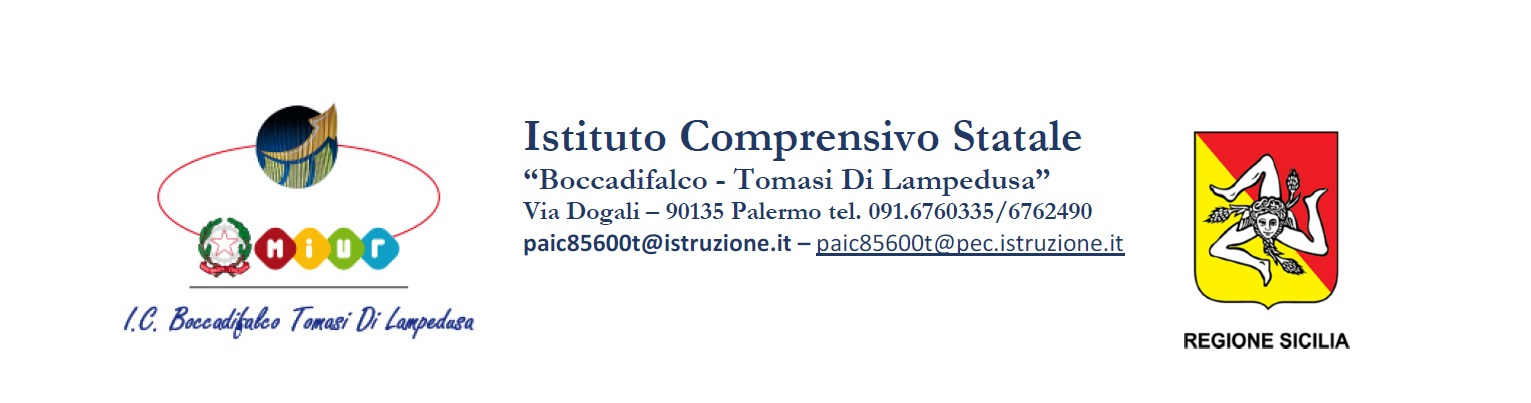 Istituto Comprensivo Statale
“Boccadifalco - Tomasi Di Lampedusa”
Via Dogali – 90135 Palermo tel. 091.6760335/6762490
paic85600t@istruzione.it – paic85600t@pec.istruzione.it
MiUr
I.C. Boccadifalco Tomasi Di Lampedusa
REGIONE SICILIA